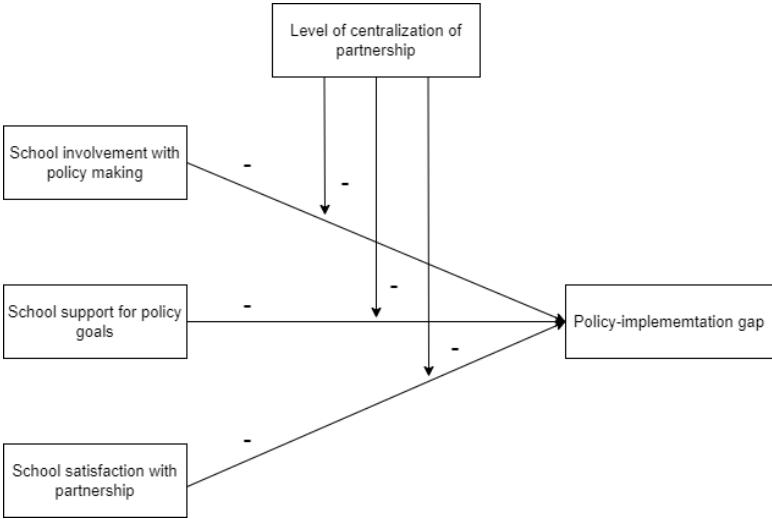 Level of centralization of
partnership
School involvement with
policy making
-
-
School support for policy
goals
-
-
Policy-implememtation gap
-
School satisfaction with
partnership
-